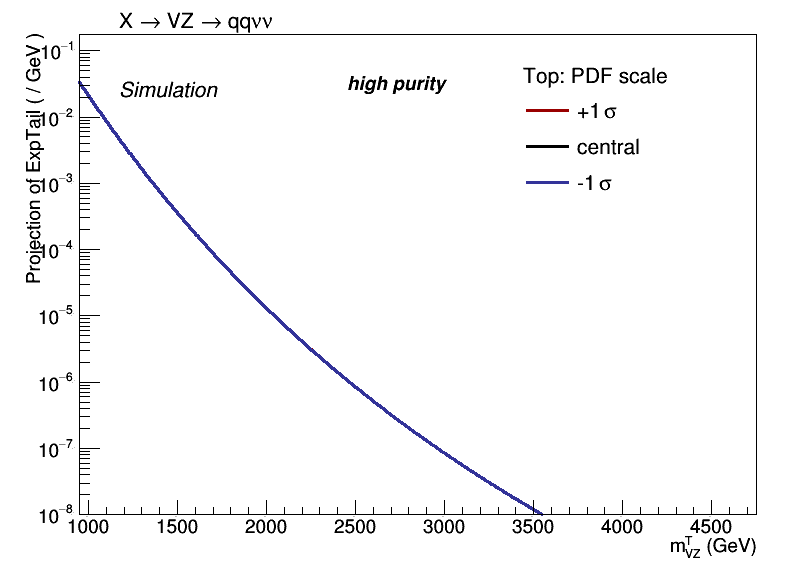 X → VZ → qqνν
Simulation
high purity
Top: PDF scale
+1 σ
central
-1 σ
Projection of ExpTail ( / GeV )
10⁻¹
10⁻²
10⁻³
10⁻⁴
10⁻⁵
10⁻⁶
10⁻⁷
10⁻⁸
1000 1500 2000 2500 3000 3500 4000 4500
m^T_VZ (GeV)